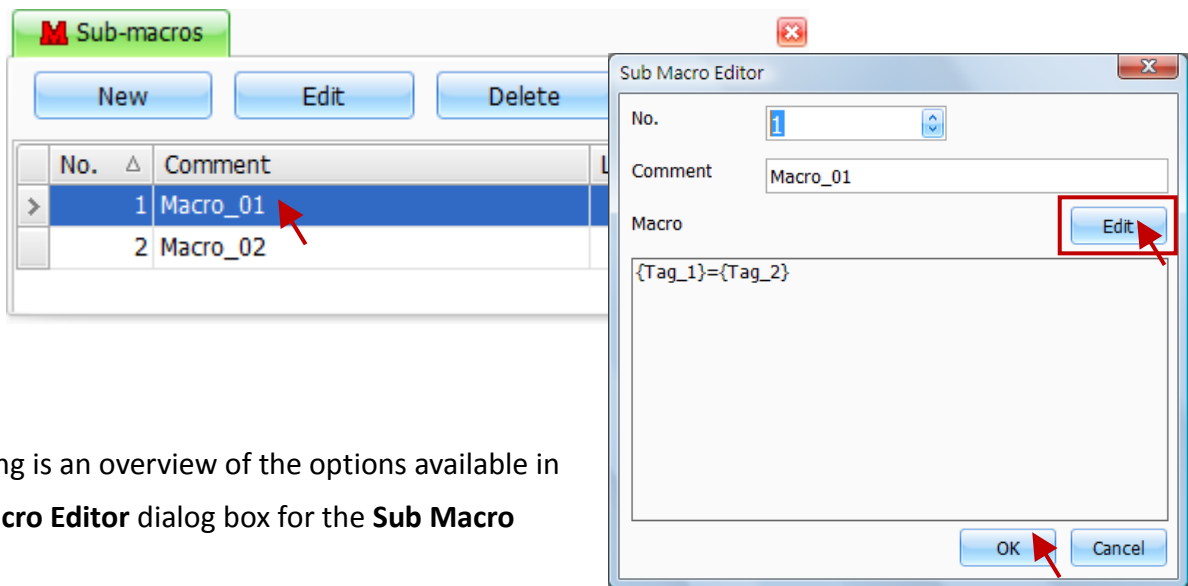 Sub-macros
New Edit Delete
No. Comment
1 Macro_01
2 Macro_02
Sub Macro Editor
No. 1
Comment Macro_01
Macro Edit
{Tag_1}={Tag_2}
OK Cancel
ng is an overview of the options available in
cro Editor dialog box for the Sub Macro